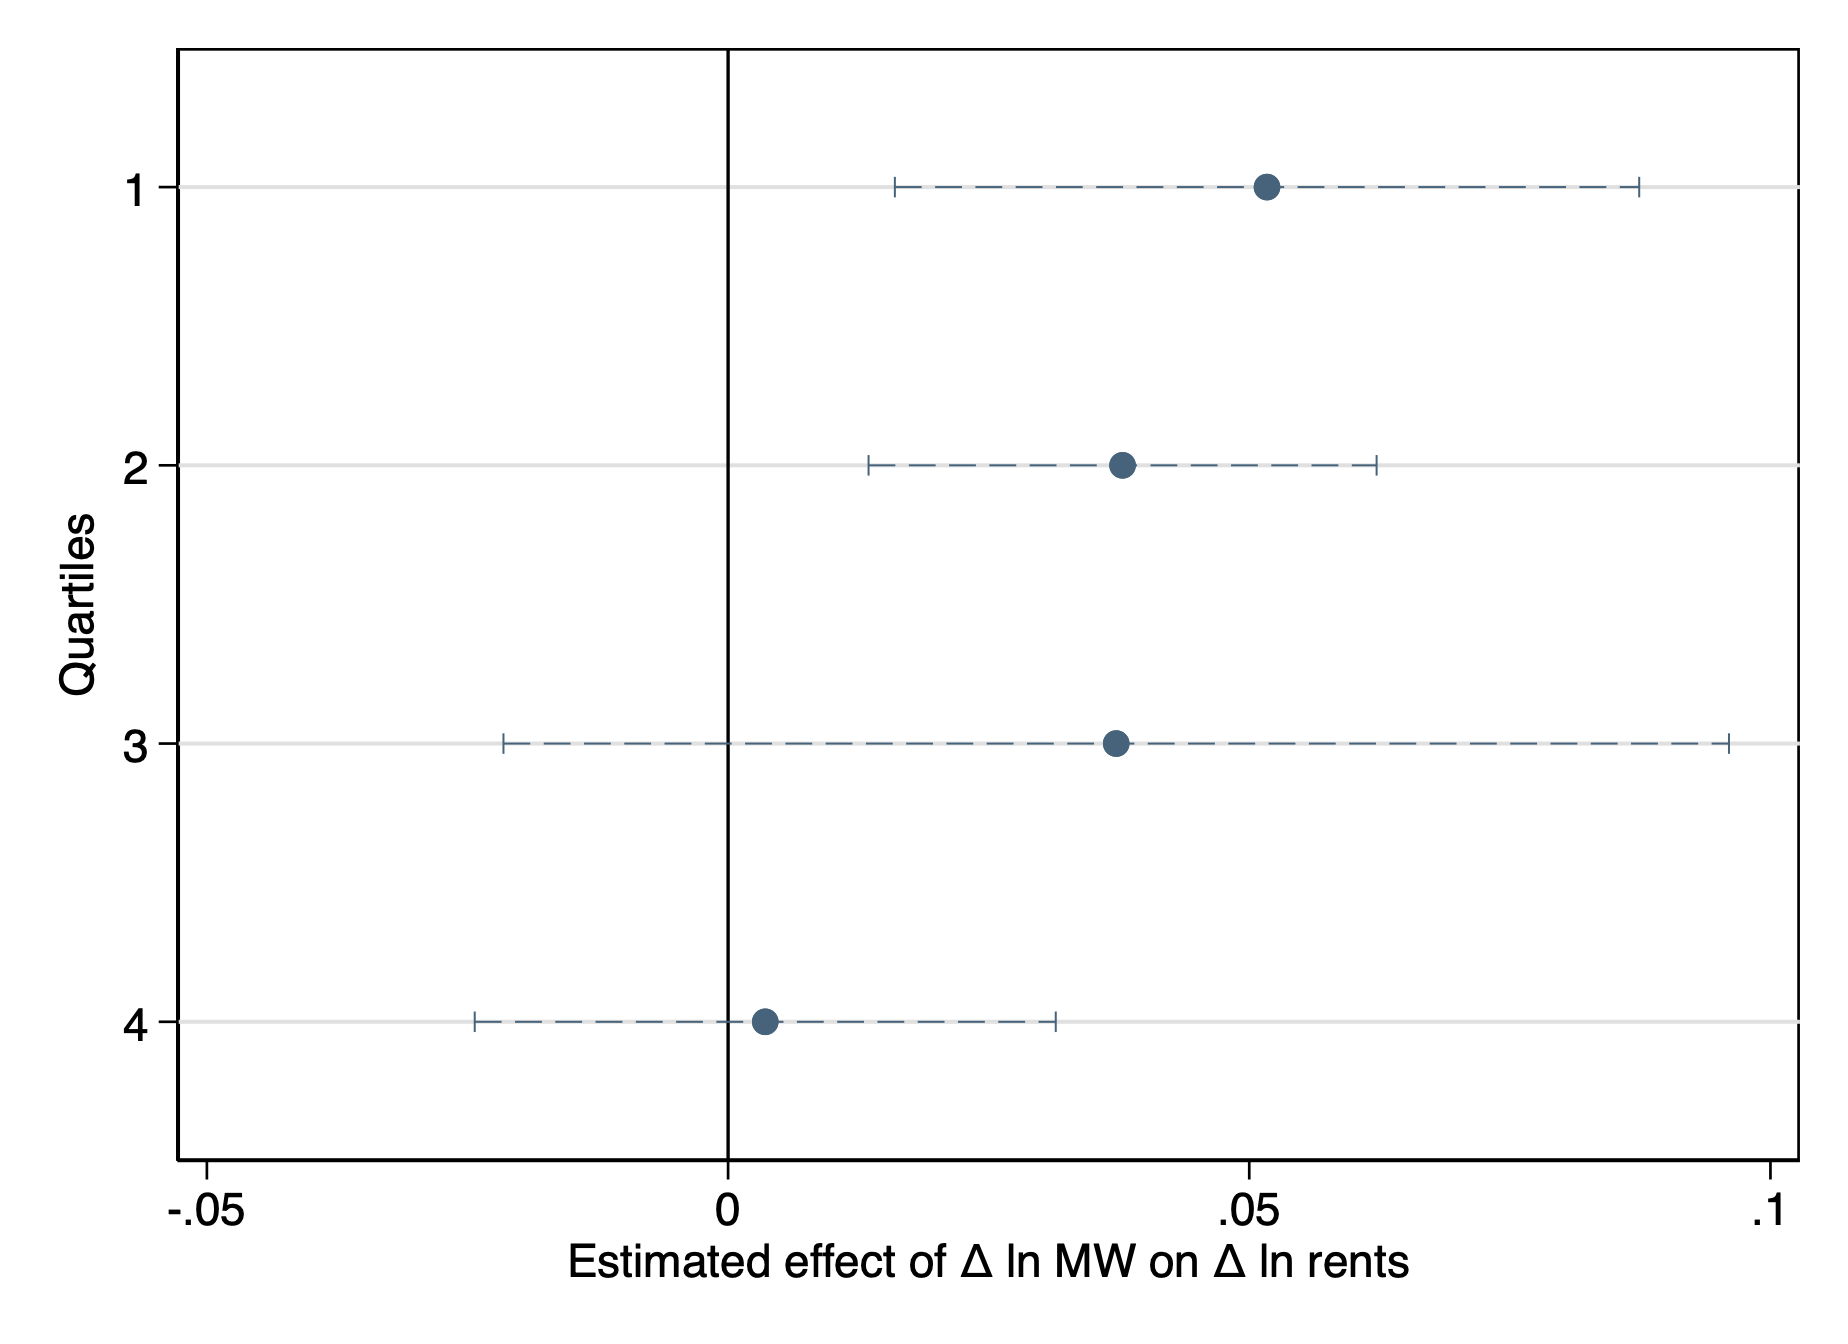 Quartiles
1
2
3
4
-.05 0 .05 .1
Estimated effect of Δ ln MW on Δ ln rents